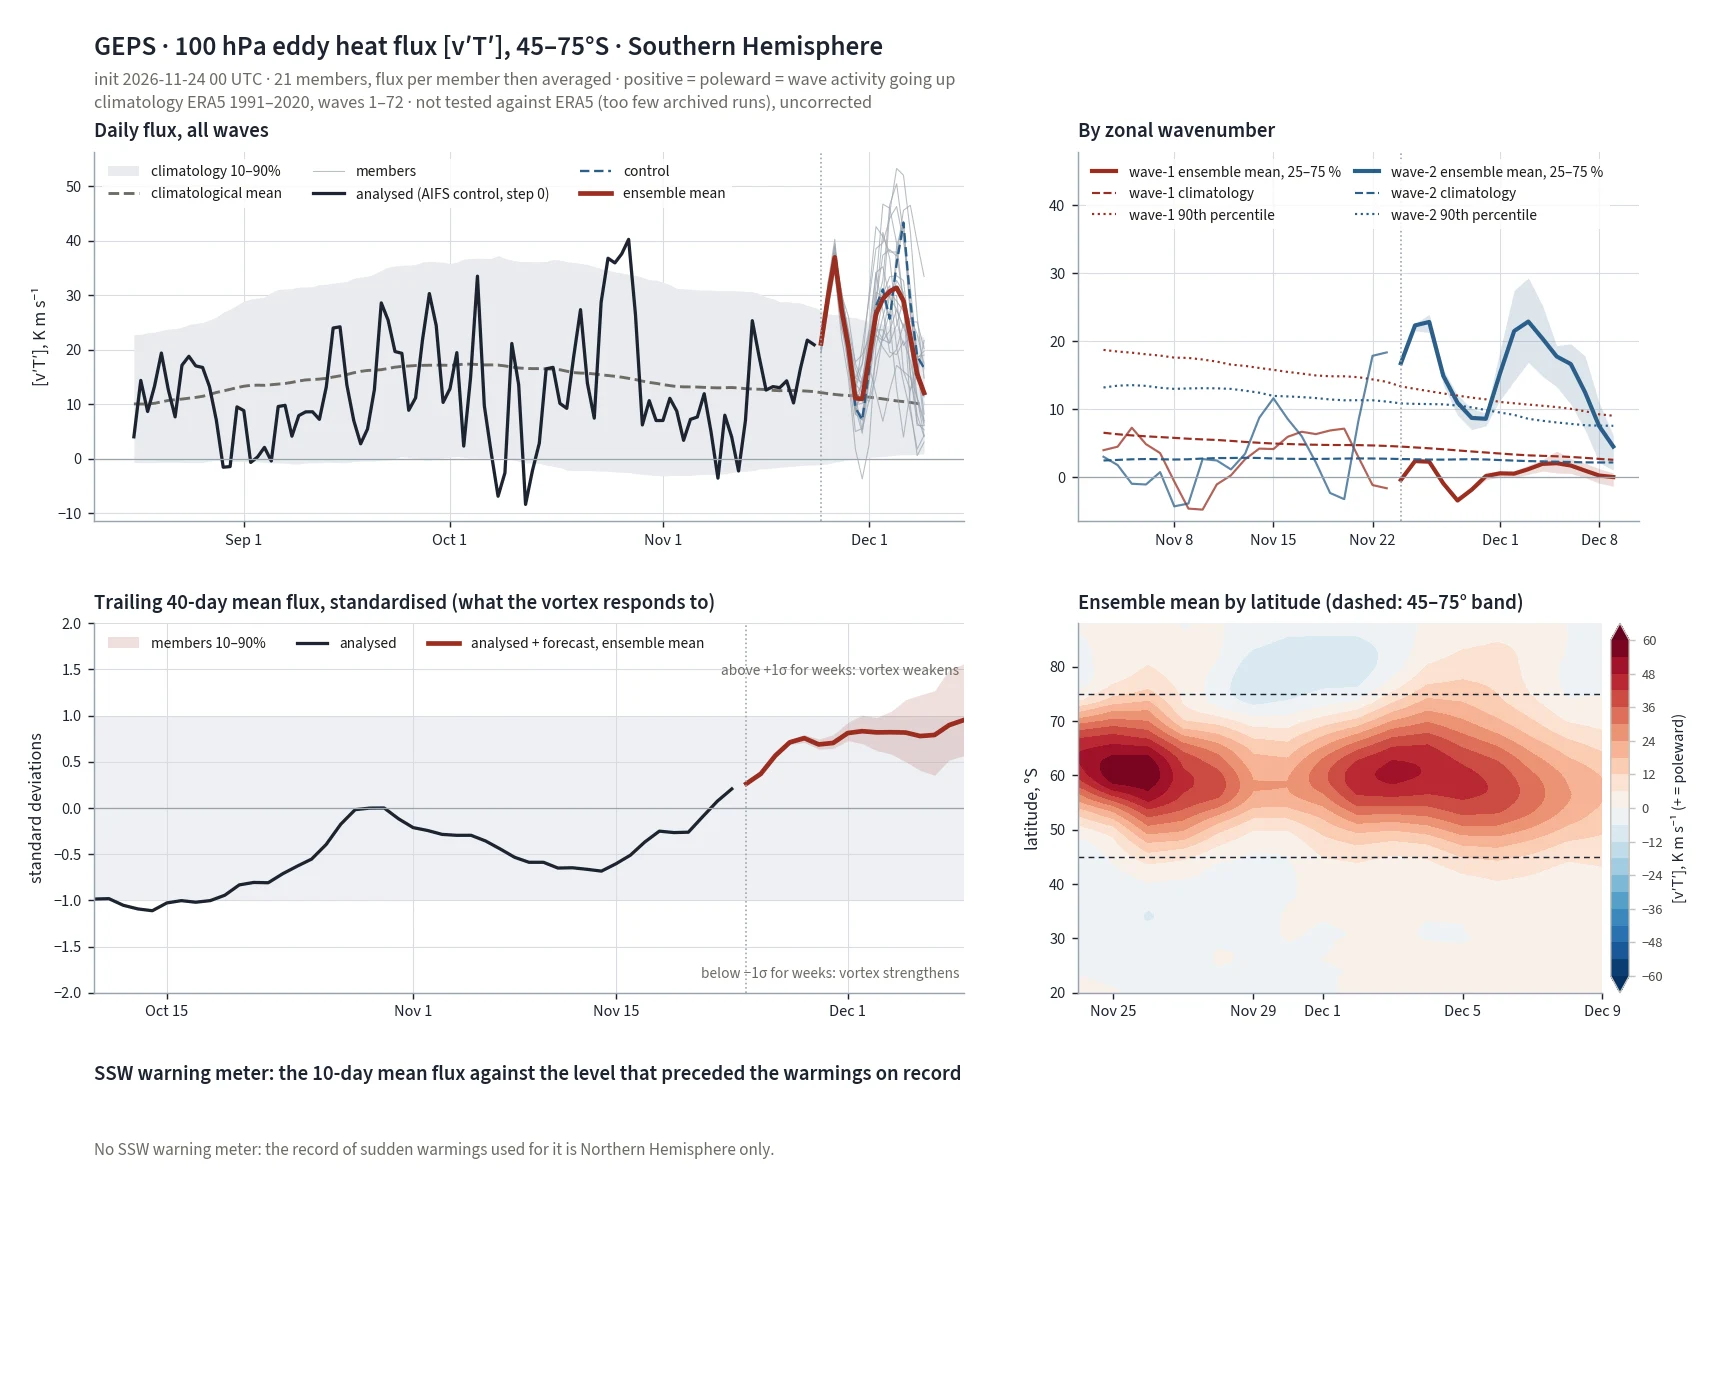 GEPS · 100 hPa eddy heat flux [v′T′], 45–75°S · Southern Hemisphere
init 2026-11-24 00 UTC · 21 members, flux per member then averaged · positive = poleward = wave activity going up
climatology ERA5 1991–2020, waves 1–72 · not tested against ERA5 (too few archived runs), uncorrected
Daily flux, all waves
climatology 10–90%
climatological mean
members
analysed (AIFS control, step 0)
control
ensemble mean
[v′T′], K m s⁻¹
50
40
30
20
10
0
−10
Sep 1
Oct 1
Nov 1
Dec 1
By zonal wavenumber
wave-1 ensemble mean, 25–75 %
wave-1 climatology
wave-1 90th percentile
wave-2 ensemble mean, 25–75 %
wave-2 climatology
wave-2 90th percentile
40
30
20
10
0
Nov 8
Nov 15
Nov 22
Dec 1
Dec 8
Trailing 40-day mean flux, standardised (what the vortex responds to)
members 10–90%
analysed
analysed + forecast, ensemble mean
above +1σ for weeks: vortex weakens
below −1σ for weeks: vortex strengthens
standard deviations
2.0
1.5
1.0
0.5
0.0
−0.5
−1.0
−1.5
−2.0
Oct 15
Nov 1
Nov 15
Dec 1
Ensemble mean by latitude (dashed: 45–75° band)
latitude, °S
80
70
60
50
40
30
20
Nov 25
Nov 29
Dec 1
Dec 5
Dec 9
60
48
36
24
12
0
−12
−24
−36
−48
−60
[v′T′], K m s⁻¹ (+ = poleward)
SSW warning meter: the 10-day mean flux against the level that preceded the warmings on record
No SSW warning meter: the record of sudden warmings used for it is Northern Hemisphere only.